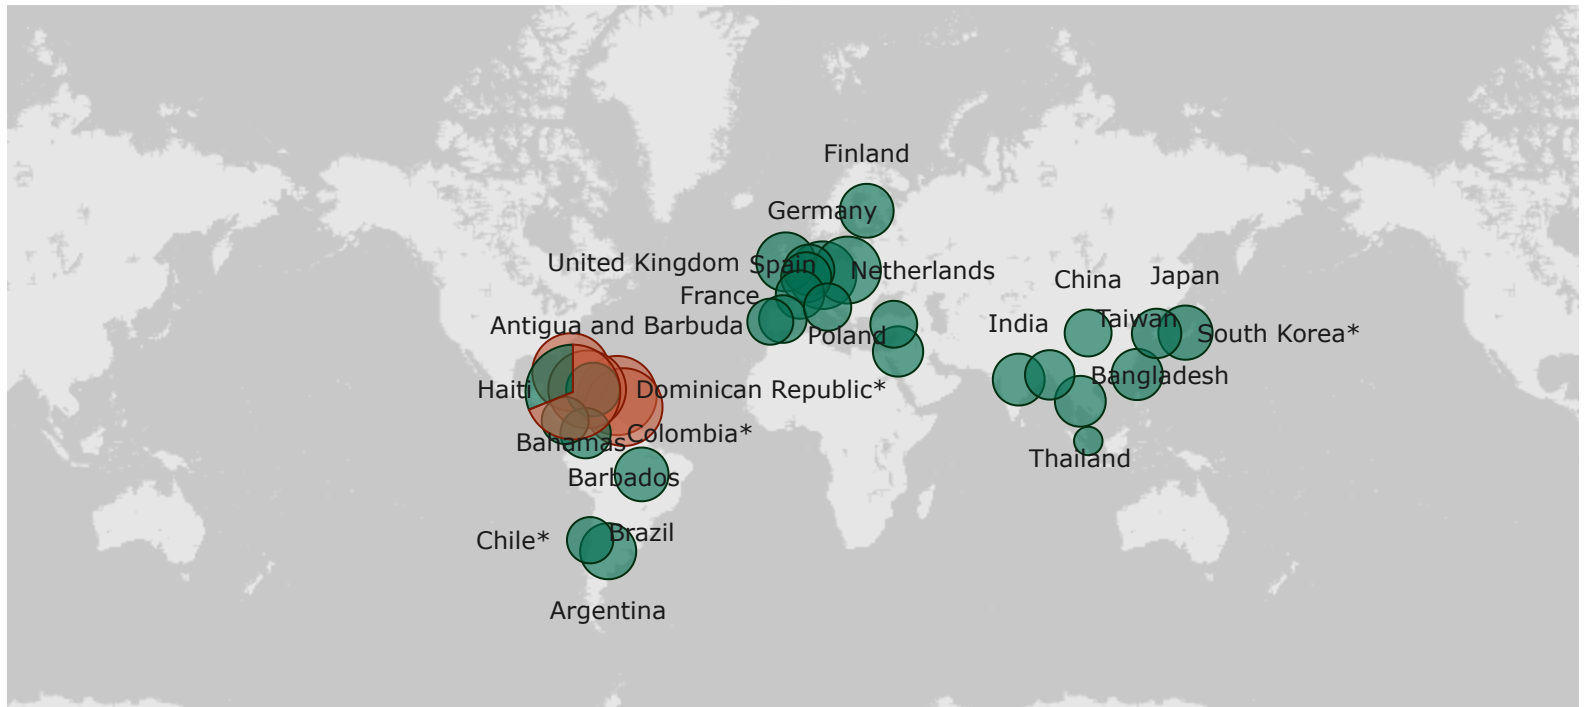 Finland
Germany
United Kingdom
Spain
Netherlands
China
Japan
France
India
Taiwan
South Korea*
Antigua and Barbuda
Poland
Haiti
Dominican Republic*
Bangladesh
Bahamas
Colombia*
Thailand
Barbados
Chile*
Brazil
Argentina